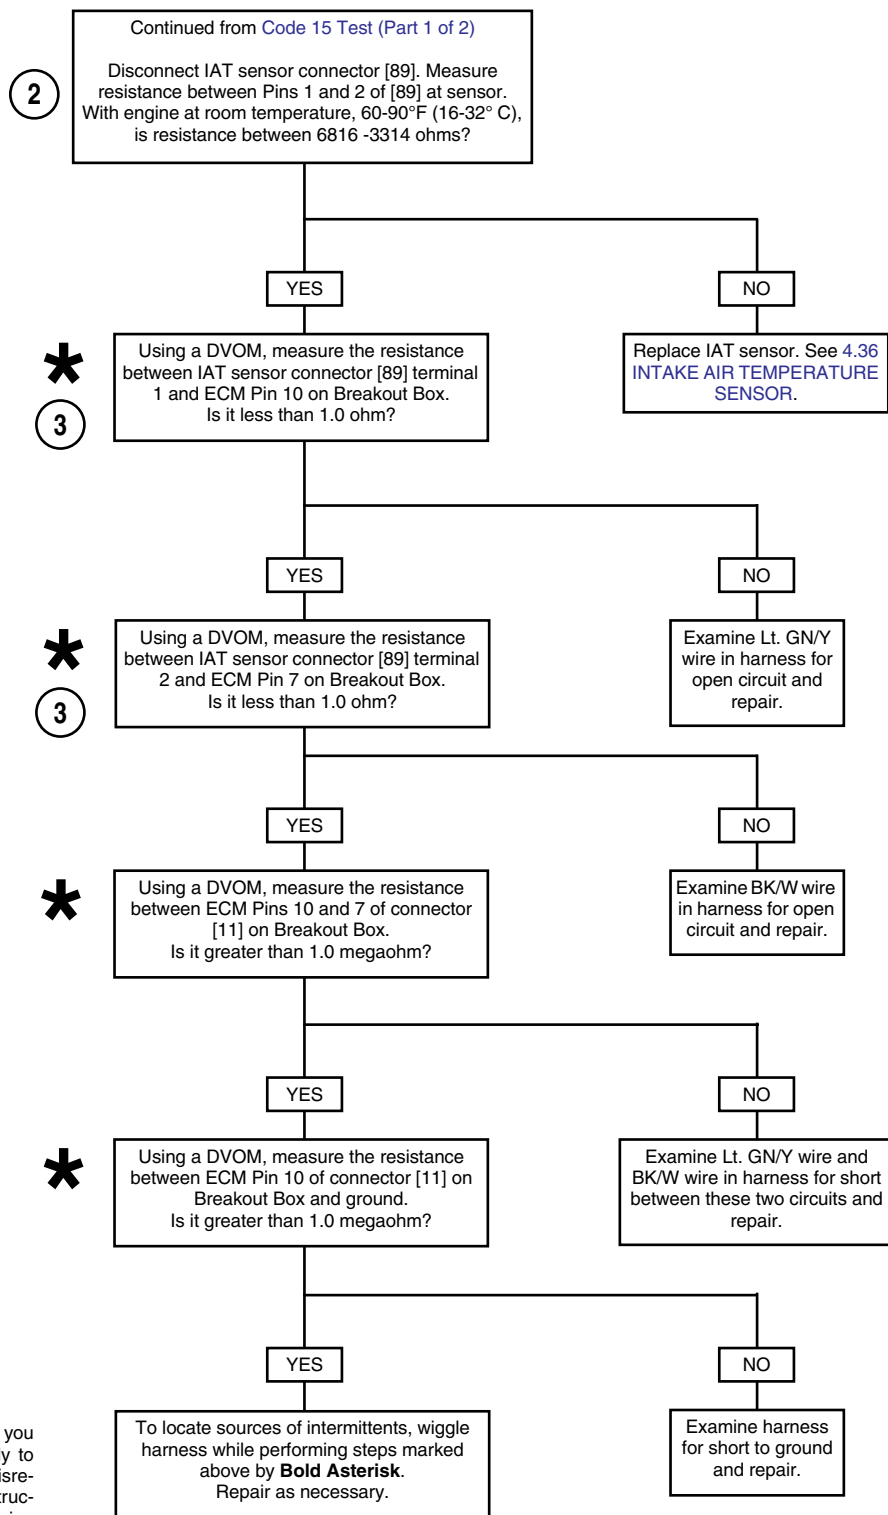 Continued from Code 15 Test (Part 1 of 2)
2
Disconnect IAT sensor connector [89]. Measure
resistance between Pins 1 and 2 of [89] at sensor.
With engine at room temperature, 60-90°F (16-32° C),
is resistance between 6816 -3314 ohms?
YES
NO
*
3
Using a DVOM, measure the resistance
between IAT sensor connector [89] terminal
1 and ECM Pin 10 on Breakout Box.
Is it less than 1.0 ohm?
Replace IAT sensor. See 4.36
INTAKE AIR TEMPERATURE
SENSOR.
YES
NO
*
3
Using a DVOM, measure the resistance
between IAT sensor connector [89] terminal
2 and ECM Pin 7 on Breakout Box.
Is it less than 1.0 ohm?
Examine Lt. GN/Y
wire in harness for
open circuit and
repair.
YES
NO
*
Using a DVOM, measure the resistance
between ECM Pins 10 and 7 of connector
[11] on Breakout Box.
Is it greater than 1.0 megaohm?
Examine BK/W wire
in harness for open
circuit and repair.
YES
NO
*
Using a DVOM, measure the resistance
between ECM Pin 10 of connector [11] on
Breakout Box and ground.
Is it greater than 1.0 megaohm?
Examine Lt. GN/Y wire and
BK/W wire in harness for short
between these two circuits and
repair.
YES
NO
To locate sources of intermittents, wiggle
harness while performing steps marked
above by Bold Asterisk.
Repair as necessary.
Examine harness
for short to ground
and repair.
you
ly to
isre-
truc-